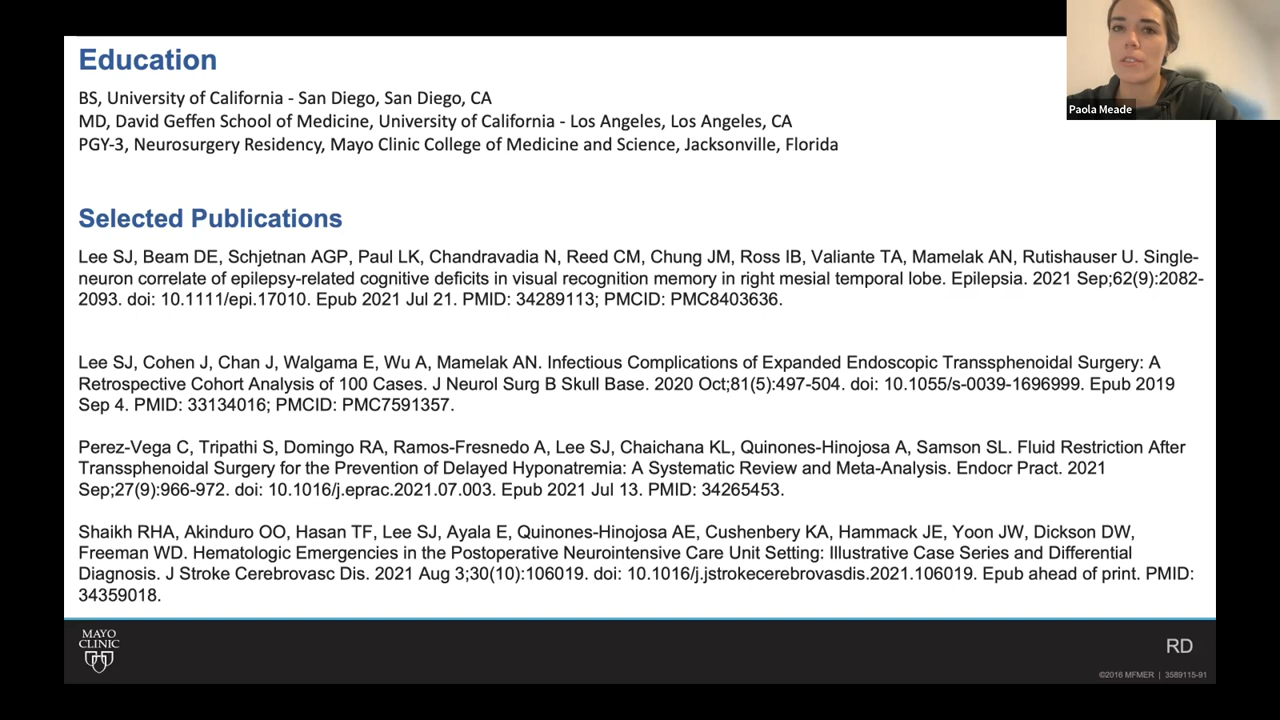 Education
BS, University of California - San Diego, San Diego, CA
MD, David Geffen School of Medicine, University of California - Los Angeles, Los Angeles, CA
PGY-3, Neurosurgery Residency, Mayo Clinic College of Medicine and Science, Jacksonville, Florida
Paola Meade
Selected Publications
Lee SJ, Beam DE, Schjetnan AGP, Paul LK, Chandravadia N, Reed CM, Chung JM, Ross IB, Valiante TA, Mamelak AN, Rutishauser U. Single-
neuron correlate of epilepsy-related cognitive deficits in visual recognition memory in right mesial temporal lobe. Epilepsia. 2021 Sep;62(9):2082-
2093. doi: 10.1111/epi.17010. Epub 2021 Jul 21. PMID: 34289113; PMCID: PMC8403636.
Lee SJ, Cohen J, Chan J, Walgama E, Wu A, Mamelak AN. Infectious Complications of Expanded Endoscopic Transsphenoidal Surgery: A
Retrospective Cohort Analysis of 100 Cases. J Neurol Surg B Skull Base. 2020 Oct;81(5):497-504. doi: 10.1055/s-0039-1696999. Epub 2019
Sep 4. PMID: 33134016; PMCID: PMC7591357.
Perez-Vega C, Tripathi S, Domingo RA, Ramos-Fresnedo A, Lee SJ, Chaichana KL, Quinones-Hinojosa A, Samson SL. Fluid Restriction After
Transsphenoidal Surgery for the Prevention of Delayed Hyponatremia: A Systematic Review and Meta-Analysis. Endocr Pract. 2021
Sep;27(9):966-972. doi: 10.1016/j.eprac.2021.07.003. Epub 2021 Jul 13. PMID: 34265453.
Shaikh RHA, Akinduro OO, Hasan TF, Lee SJ, Ayala E, Quinones-Hinojosa AE, Cushenbery KA, Hammack JE, Yoon JW, Dickson DW,
Freeman WD. Hematologic Emergencies in the Postoperative Neurointensive Care Unit Setting: Illustrative Case Series and Differential
Diagnosis. J Stroke Cerebrovasc Dis. 2021 Aug 3;30(10):106019. doi: 10.1016/j.jstrokecerebrovasdis.2021.106019. Epub ahead of print. PMID:
34359018.
MAYO
CLINIC
RD
©2016 MFMER | 3589115-91